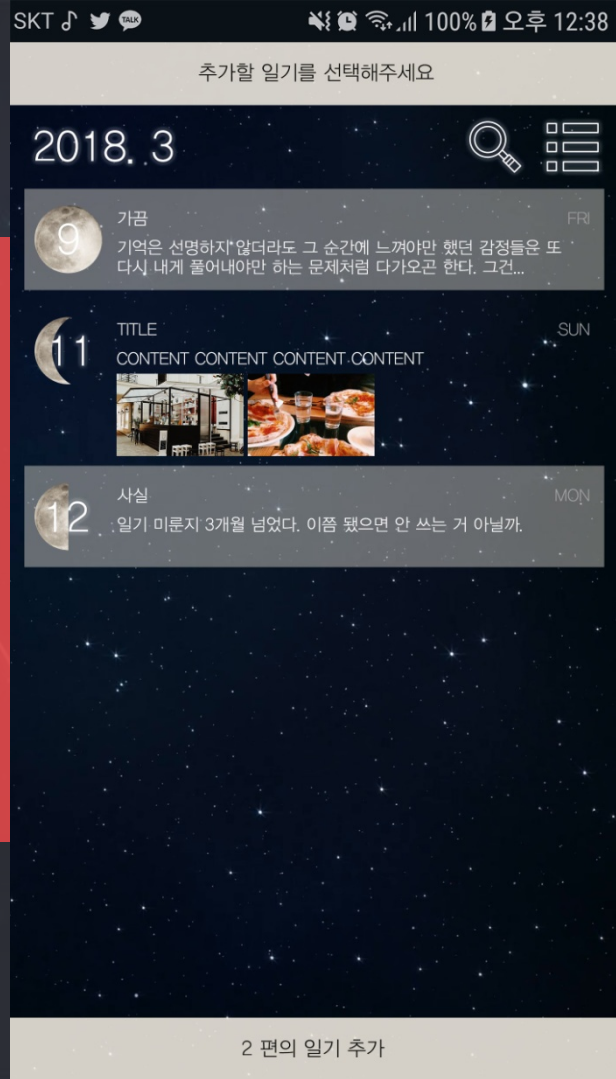 SKT TALK 100% 오후 12:38
추가할 일기를 선택해주세요
2018. 3
9 가끔 FRI
기억은 선명하지 않더라도 그 순간에 느껴야만 했던 감정들은 또
다시 내게 풀어내야만 하는 문제처럼 다가오곤 한다. 그건...
11 TITLE SUN
CONTENT CONTENT CONTENT CONTENT
12 사실 MON
일기 미룬지 3개월 넘었다. 이쯤 됐으면 안 쓰는 거 아닐까.
2 편의 일기 추가